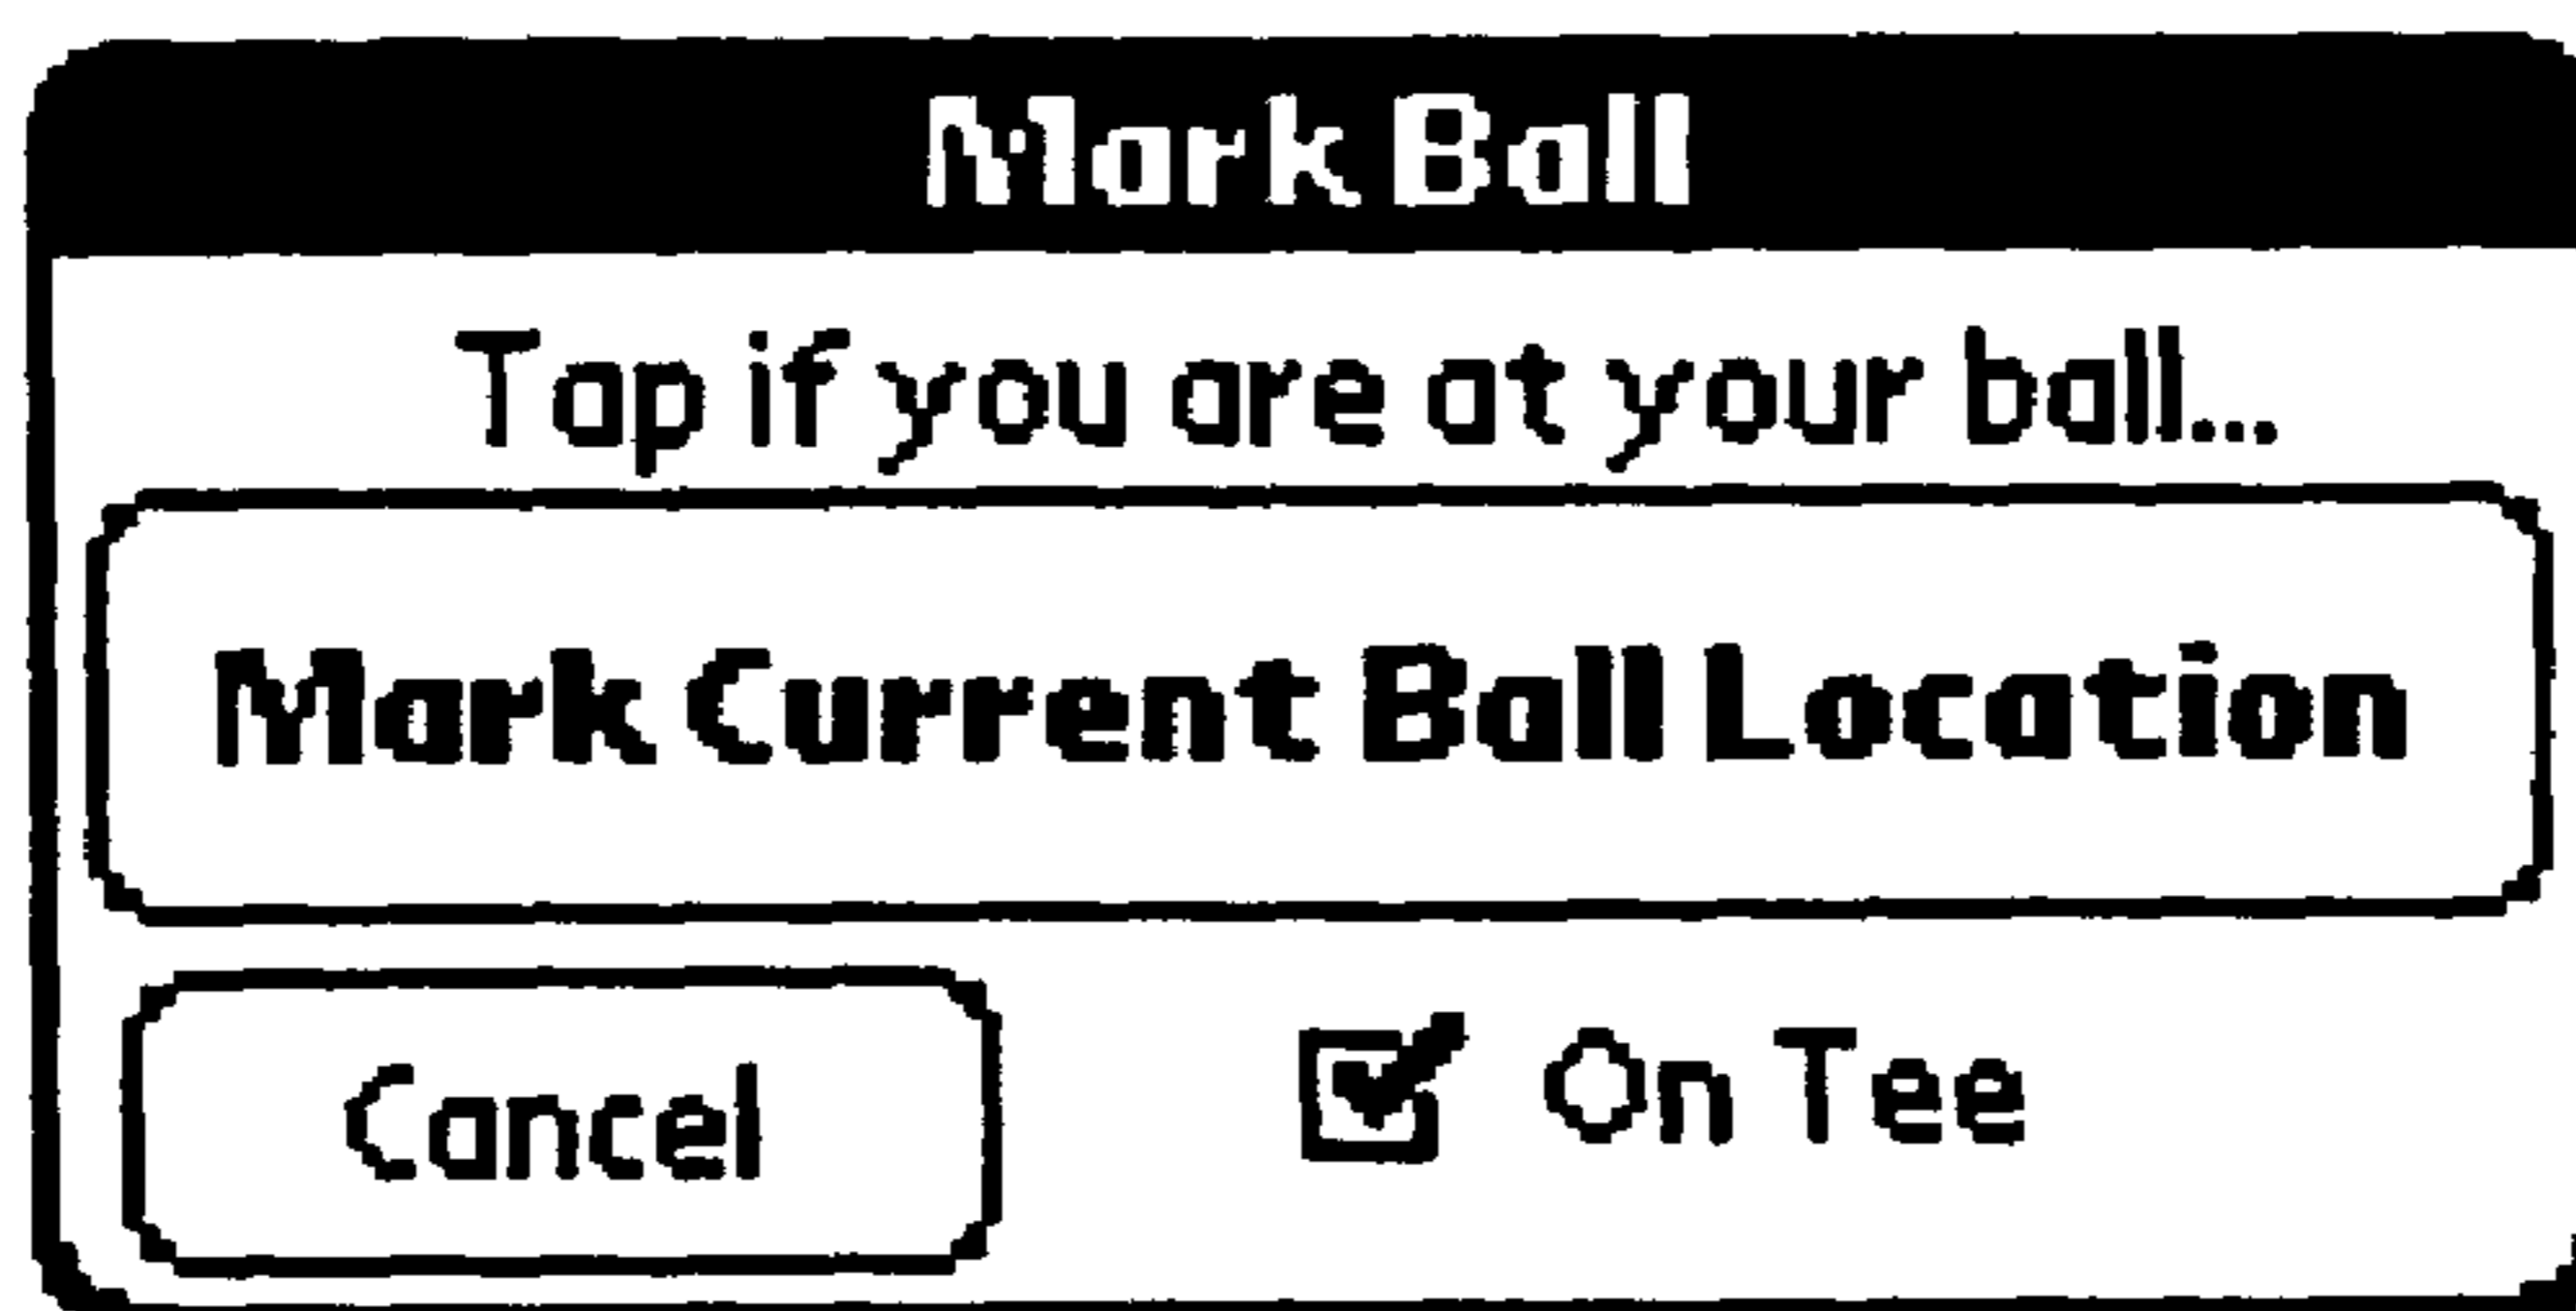 Mark Ball
Tap if you are at your ball...
Mark Current Ball Location
Cancel
On Tee